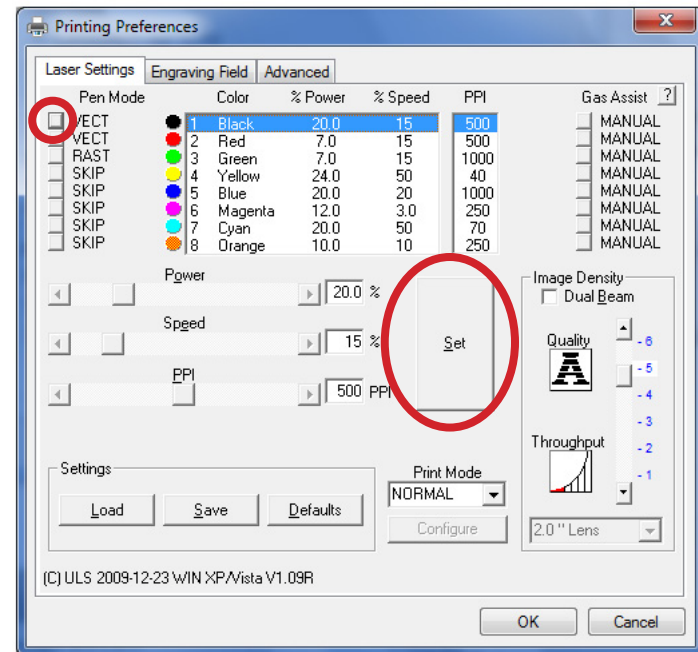 Printing Preferences
Laser Settings Engraving Field Advanced
Pen Mode Color % Power % Speed PPI Gas Assist ?
VECT 1 Black 20.0 15 500 MANUAL
VECT 2 Red 7.0 15 500 MANUAL
RAST 3 Green 7.0 15 1000 MANUAL
SKIP 4 Yellow 24.0 50 40 MANUAL
SKIP 5 Blue 20.0 20 1000 MANUAL
SKIP 6 Magenta 12.0 3.0 250 MANUAL
SKIP 7 Cyan 20.0 50 70 MANUAL
SKIP 8 Orange 10.0 10 250 MANUAL
Power
20.0 %
Speed
15 %
PPI
500 PPI
Set
Image Density
Dual Beam
Quality
A
- 6
- 5
- 4
- 3
Throughput
- 2
- 1
2.0 " Lens
Settings
Load Save Defaults
Print Mode
NORMAL
Configure
(C) ULS 2009-12-23 WIN XP/Vista V1.09R
OK Cancel